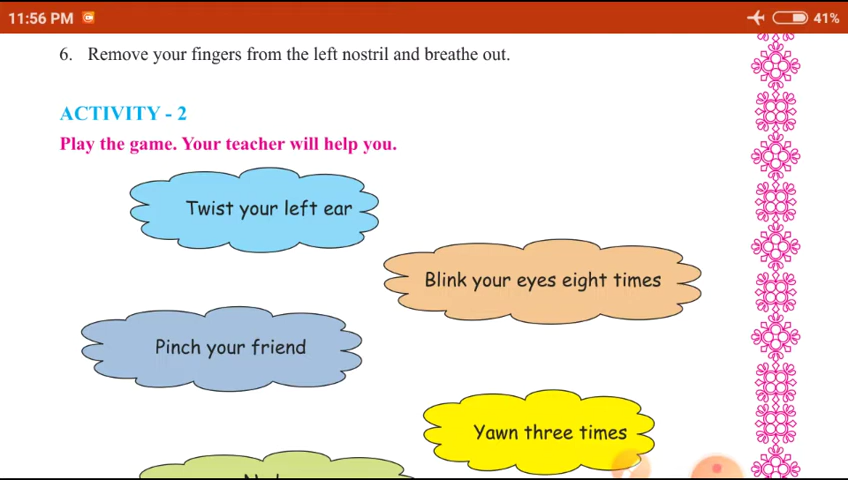 11:56 PM
41%
6. Remove your fingers from the left nostril and breathe out.
ACTIVITY - 2
Play the game. Your teacher will help you.
Twist your left ear
Blink your eyes eight times
Pinch your friend
Yawn three times